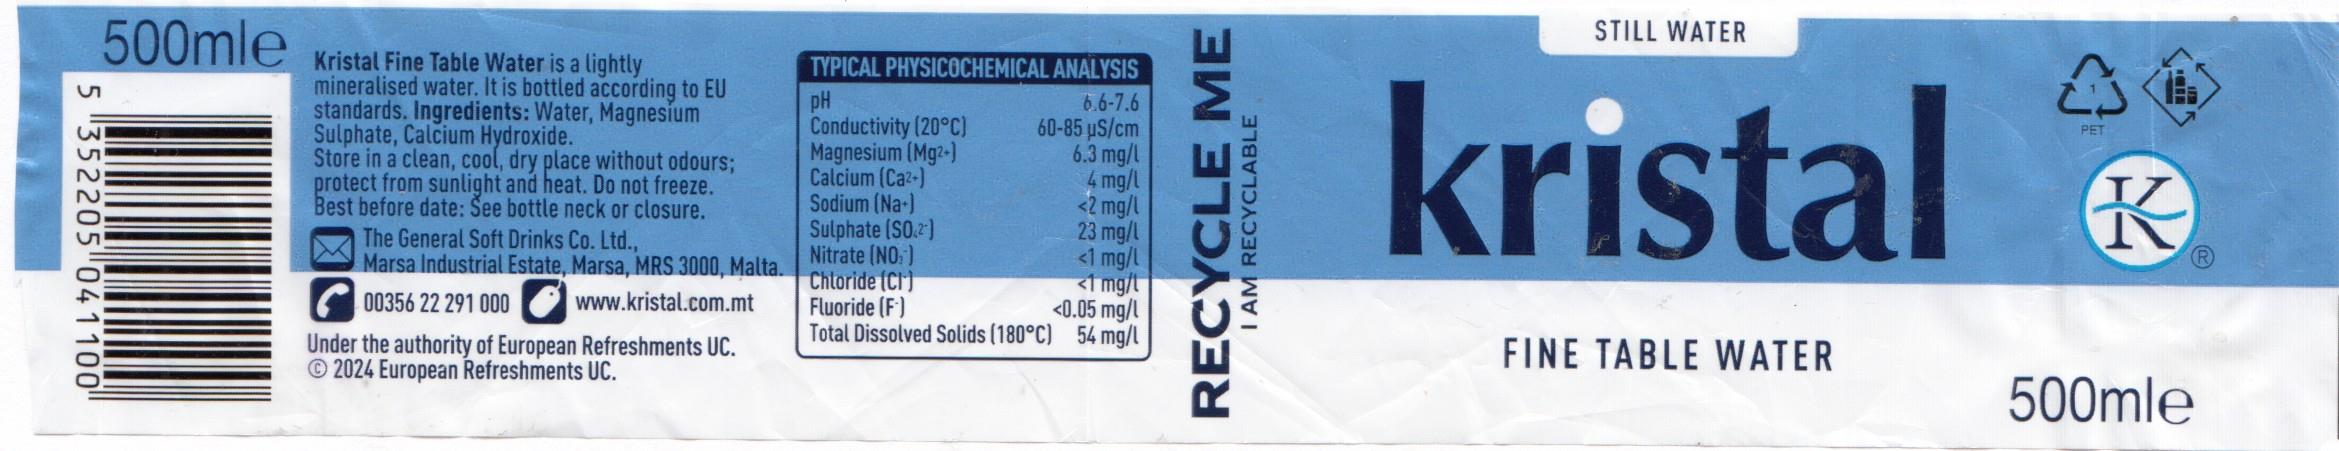 500mle
5 352205 041100
Kristal Fine Table Water is a lightly
mineralised water. It is bottled according to EU
standards. Ingredients: Water, Magnesium
Sulphate, Calcium Hydroxide.
Store in a clean, cool, dry place without odours;
protect from sunlight and heat. Do not freeze.
Best before date: See bottle neck or closure.
The General Soft Drinks Co. Ltd.,
Marsa Industrial Estate, Marsa, MRS 3000, Malta.
00356 22 291 000 www.kristal.com.mt
Under the authority of European Refreshments UC.
© 2024 European Refreshments UC.
TYPICAL PHYSICOCHEMICAL ANALYSIS
pH 6.6-7.6
Conductivity (20°C) 60-85 µS/cm
Magnesium (Mg²⁺) 6.3 mg/l
Calcium (Ca²⁺) 4 mg/l
Sodium (Na⁺) <2 mg/l
Sulphate (SO₄²⁻) 23 mg/l
Nitrate (NO₃⁻) <1 mg/l
Chloride (Cl⁻) <1 mg/l
Fluoride (F⁻) <0.05 mg/l
Total Dissolved Solids (180°C) 54 mg/l
RECYCLE ME
I AM RECYCLABLE
STILL WATER
kristal
FINE TABLE WATER
1
PET
K
®
500mle